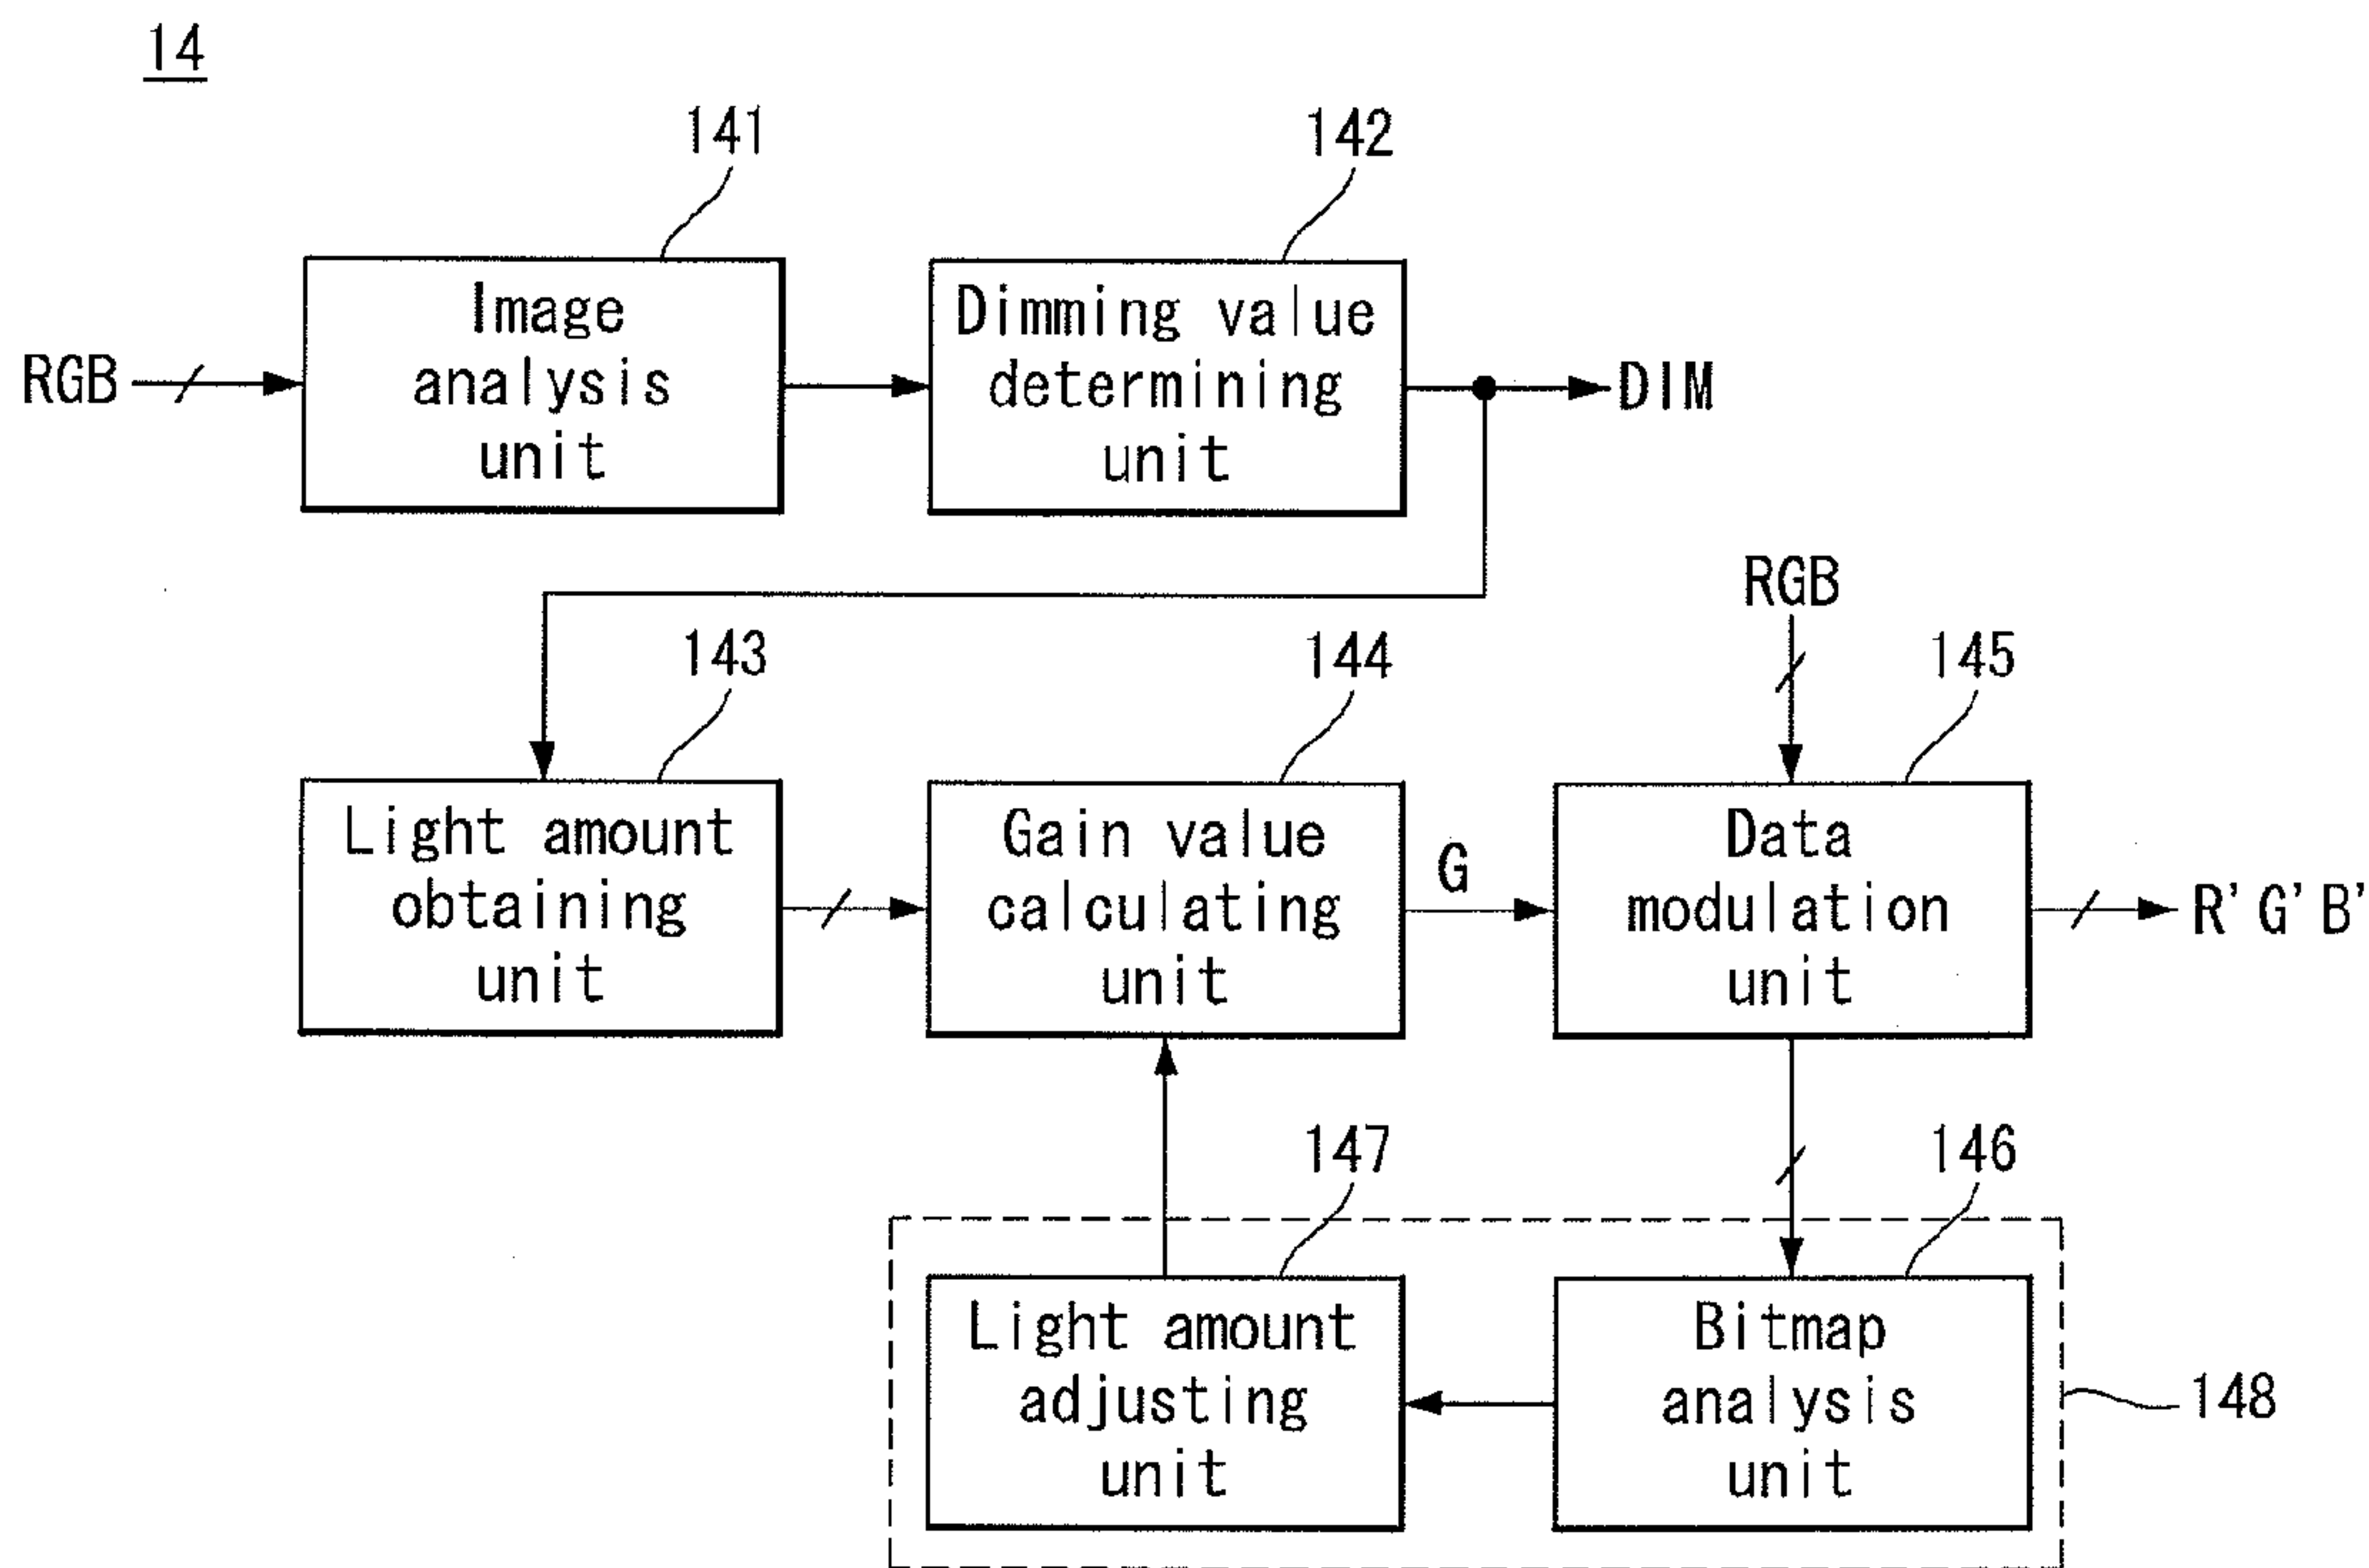 14
141
142
Image
analysis
unit
Dimming value
determining
unit
RGB
DIM
RGB
143
144
145
Light amount
obtaining
unit
Gain value
calculating
unit
G
Data
modulation
unit
R'G'B'
147
146
Light amount
adjusting
unit
Bitmap
analysis
unit
148